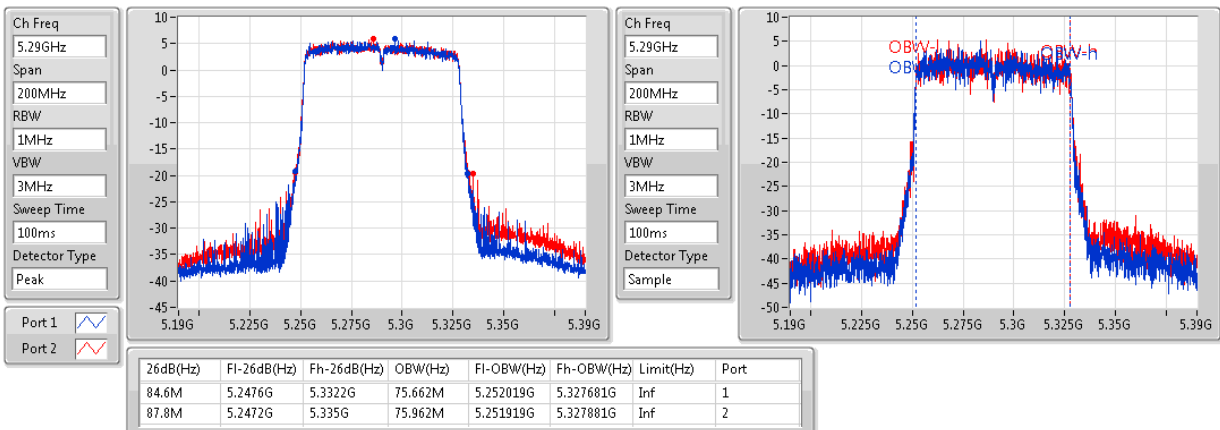 Ch Freq
5.29GHz
Span
200MHz
RBW
1MHz
VBW
3MHz
Sweep Time
100ms
Detector Type
Peak
Port 1
Port 2
10
5
0
-5
-10
-15
-20
-25
-30
-35
-40
-45
5.19G 5.225G 5.25G 5.275G 5.3G 5.325G 5.39G
Ch Freq
5.29GHz
Span
200MHz
RBW
1MHz
VBW
3MHz
Sweep Time
100ms
Detector Type
Sample
10
5
0
-5
-10
-15
-20
-25
-30
-35
-40
-45
-50
OBW-h
5.19G 5.225G 5.25G 5.275G 5.3G 5.325G 5.35G 5.39G
26dB(Hz) Fl-26dB(Hz) Fh-26dB(Hz) OBW(Hz) Fl-OBW(Hz) Fh-OBW(Hz) Limit(Hz) Port
84.6M 5.2476G 5.3322G 75.662M 5.252019G 5.327681G Inf 1
87.8M 5.2472G 5.335G 75.962M 5.251919G 5.327881G Inf 2